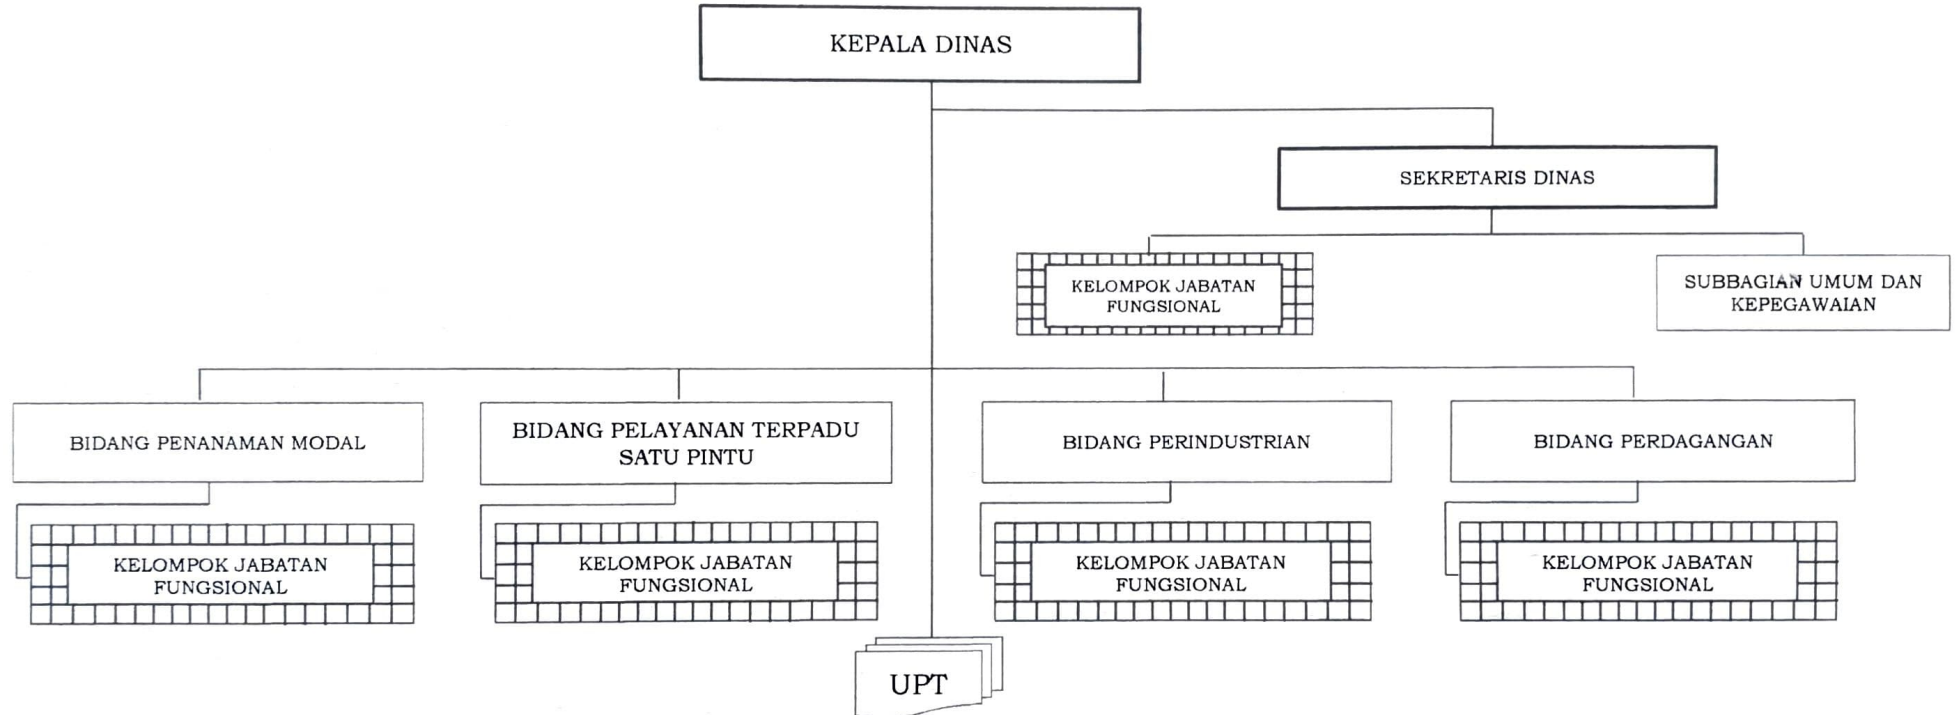 KEPALA DINAS
SEKRETARIS DINAS
KELOMPOK JABATAN
FUNGSIONAL
SUBBAGIAN UMUM DAN
KEPEGAWAIAN
BIDANG PENANAMAN MODAL
BIDANG PELAYANAN TERPADU
SATU PINTU
BIDANG PERINDUSTRIAN
BIDANG PERDAGANGAN
KELOMPOK JABATAN
FUNGSIONAL
KELOMPOK JABATAN
FUNGSIONAL
KELOMPOK JABATAN
FUNGSIONAL
KELOMPOK JABATAN
FUNGSIONAL
UPT